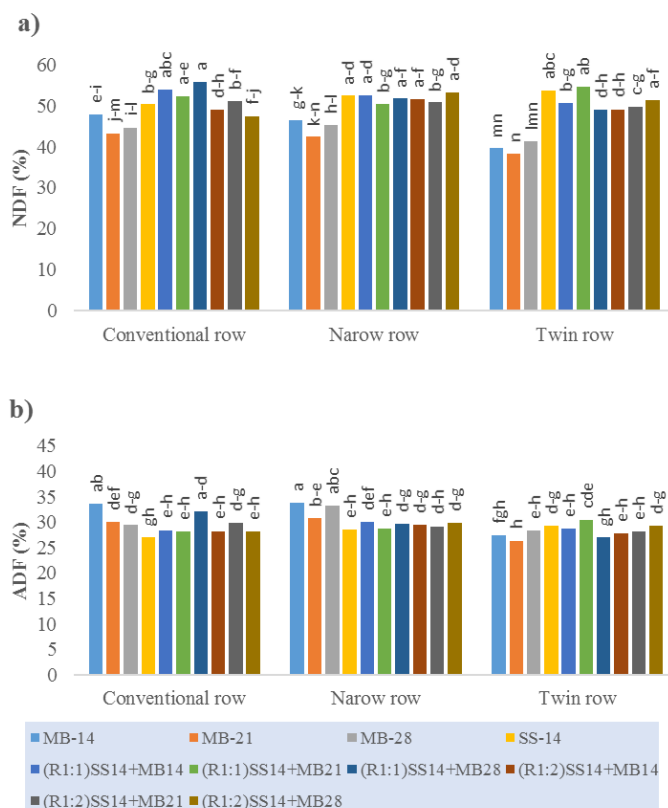 a)
NDF (%)
60
50
40
30
20
10
0
e-i
j-m
i-l
b-g
abc
a-e
a
d-h
b-f
f-j
g-k
k-n
h-l
a-d
a-d
b-g
a-f
a-f
b-g
a-d
mn
n
lmn
abc
b-g
ab
d-h
d-h
c-g
a-f
Conventional row Narow row Twin row
b)
ADF (%)
45
40
35
30
25
20
15
10
5
0
ab
def
d-g
gh
e-h
e-h
a-d
e-h
d-g
e-h
a
b-e
abc
e-h
def
e-h
d-g
d-g
d-h
d-g
fgh
h
e-h
d-g
e-h
cde
gh
e-h
e-h
d-g
Conventional row Narow row Twin row
MB-14 MB-21 MB-28 SS-14
(R1:1)SS14+MB14 (R1:1)SS14+MB21 (R1:1)SS14+MB28 (R1:2)SS14+MB14
(R1:2)SS14+MB21 (R1:2)SS14+MB28